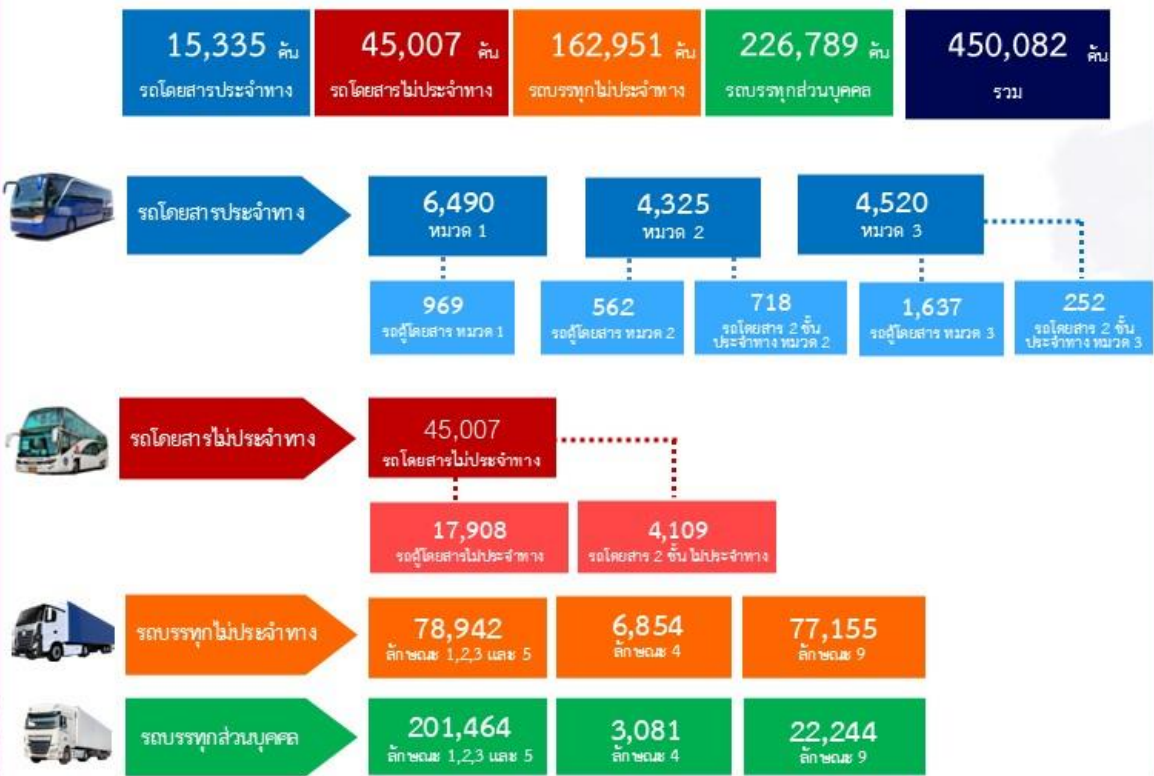 15,335 คัน
รถโดยสารประจำทาง
45,007 คัน
รถโดยสารไม่ประจำทาง
162,951 คัน
รถบรรทุกไม่ประจำทาง
226,789 คัน
รถบรรทุกส่วนบุคคล
450,082 คัน
รวม
รถโดยสารประจำทาง
6,490
หมวด 1
4,325
หมวด 2
4,520
หมวด 3
969
รถตู้โดยสาร หมวด 1
562
รถตู้โดยสาร หมวด 2
718
รถโดยสาร 2 ชั้น
ประจำทาง หมวด 2
1,637
รถตู้โดยสาร หมวด 3
252
รถโดยสาร 2 ชั้น
ประจำทาง หมวด 3
รถโดยสารไม่ประจำทาง
45,007
รถโดยสารไม่ประจำทาง
17,908
รถตู้โดยสารไม่ประจำทาง
4,109
รถโดยสาร 2 ชั้น ไม่ประจำทาง
รถบรรทุกไม่ประจำทาง
78,942
ลักษณะ 1,2,3 และ 5
6,854
ลักษณะ 4
77,155
ลักษณะ 9
รถบรรทุกส่วนบุคคล
201,464
ลักษณะ 1,2,3 และ 5
3,081
ลักษณะ 4
22,244
ลักษณะ 9